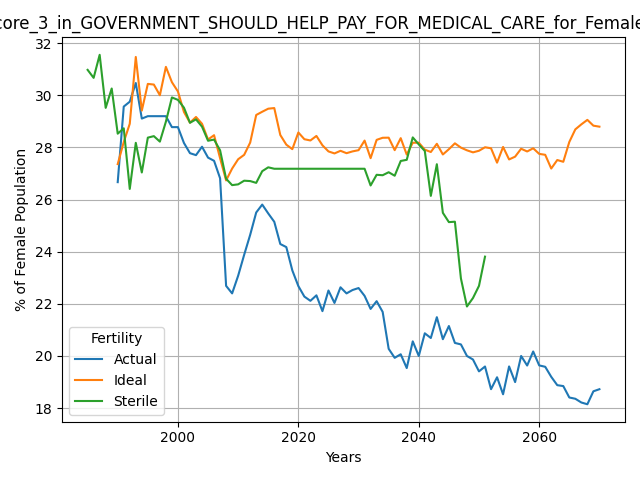 core_3_in_GOVERNMENT_SHOULD_HELP_PAY_FOR_MEDICAL_CARE_for_Female
% of Female Population
32
30
28
26
24
22
20
18
Fertility
Actual
Ideal
Sterile
2000
2020
2040
2060
Years